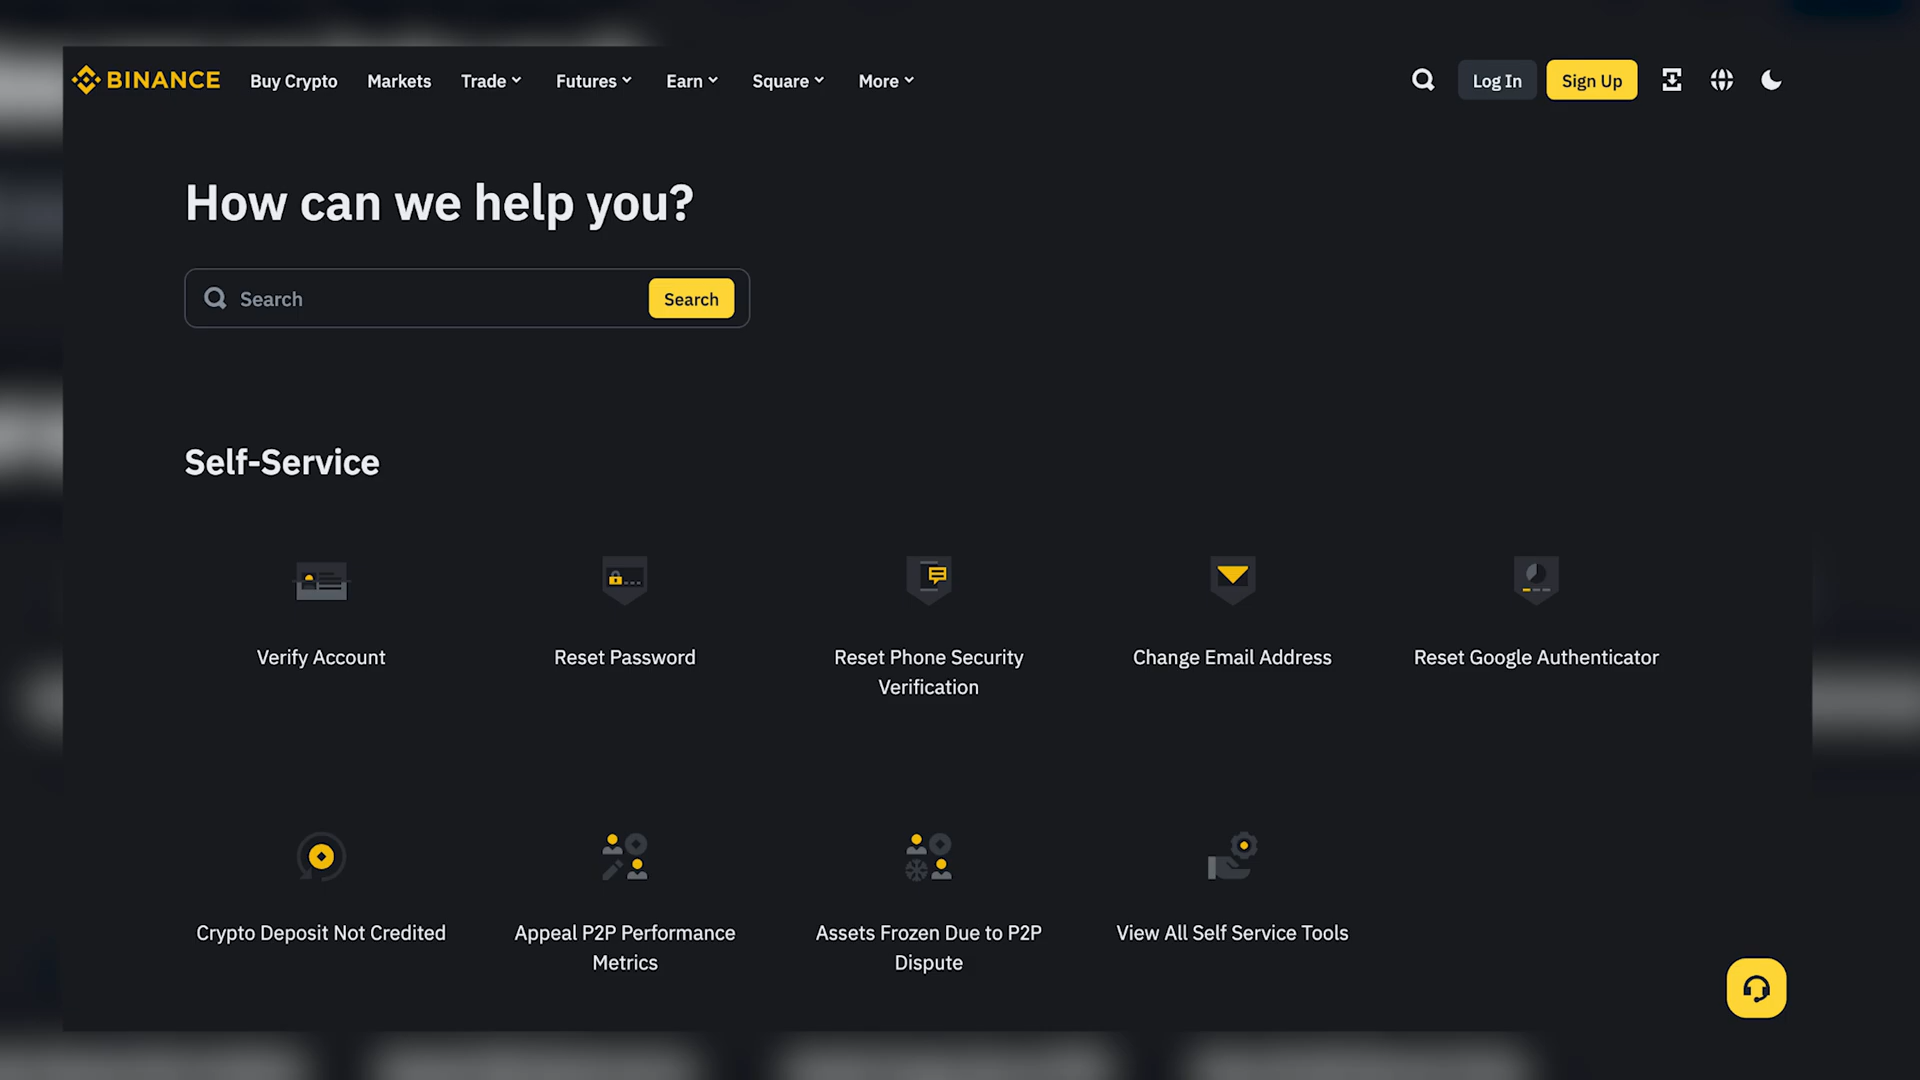 BINANCE Buy Crypto Markets Trade Futures Earn Square More Log In Sign Up
How can we help you?
Search Search
Self-Service
Verify Account
Reset Password
Reset Phone Security
Verification
Change Email Address
Reset Google Authenticator
Crypto Deposit Not Credited
Appeal P2P Performance
Metrics
Assets Frozen Due to P2P
Dispute
View All Self Service Tools